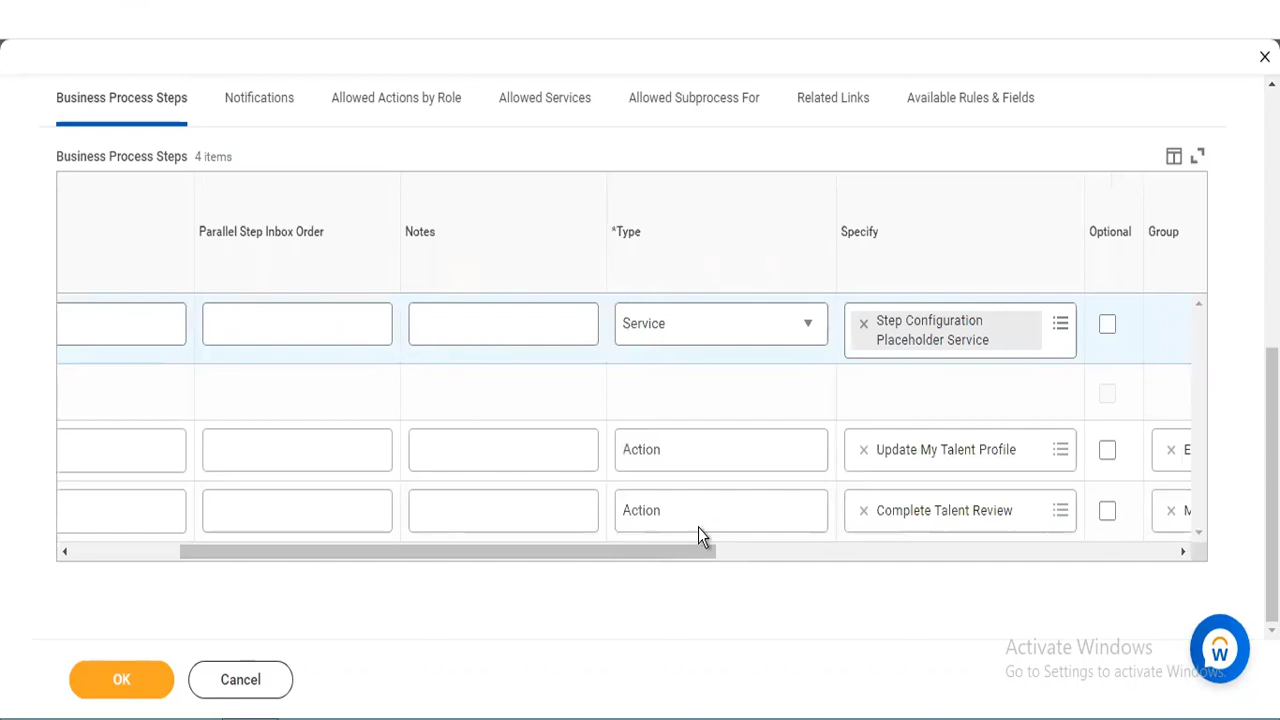 Business Process Steps Notifications Allowed Actions by Role Allowed Services Allowed Subprocess For Related Links Available Rules & Fields
Business Process Steps 4 items
Parallel Step Inbox Order Notes *Type Specify Optional Group
Service × Step Configuration
Placeholder Service
Action × Update My Talent Profile × E
Action × Complete Talent Review ×
OK Cancel
Activate Windows
Go to Settings to activate Windows.
W